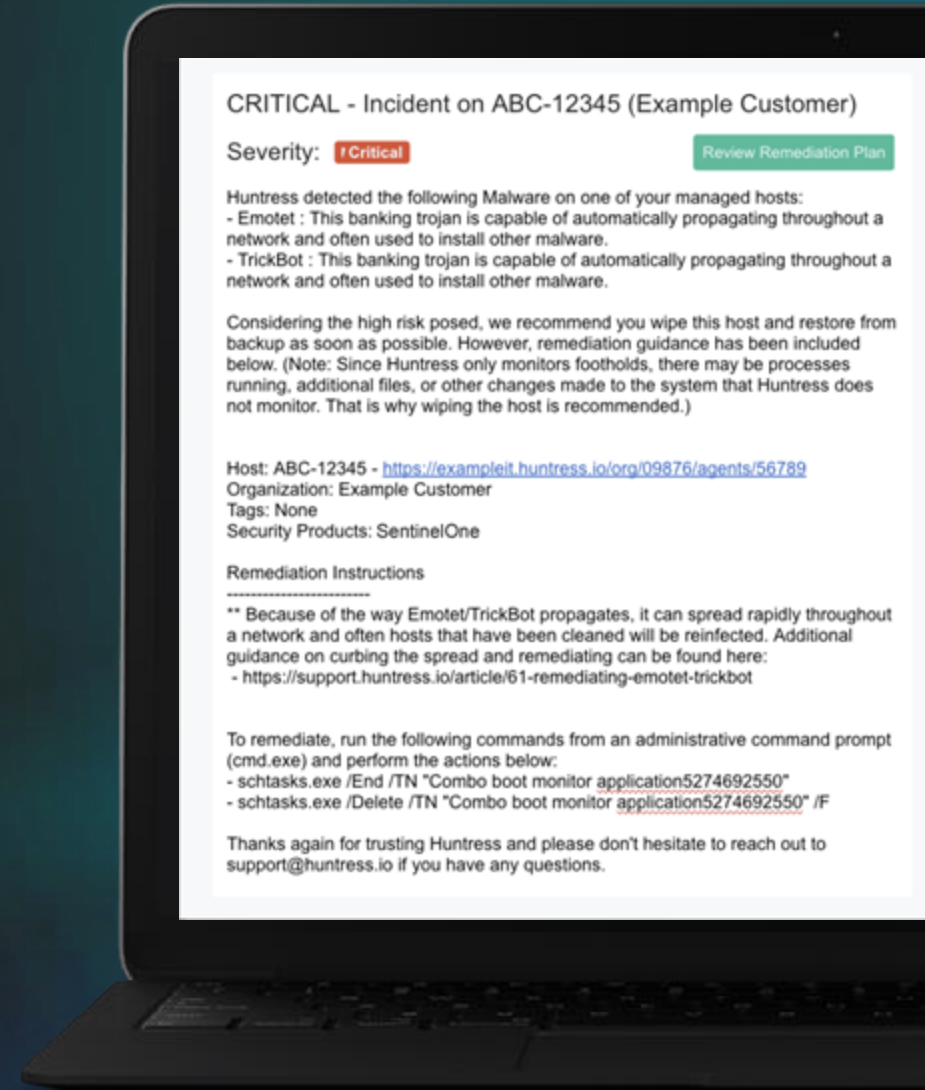 CRITICAL - Incident on ABC-12345 (Example Customer)
Severity: ! Critical
Review Remediation Plan
Huntress detected the following Malware on one of your managed hosts:
- Emotet : This banking trojan is capable of automatically propagating throughout a
network and often used to install other malware.
- TrickBot : This banking trojan is capable of automatically propagating throughout a
network and often used to install other malware.
Considering the high risk posed, we recommend you wipe this host and restore from
backup as soon as possible. However, remediation guidance has been included
below. (Note: Since Huntress only monitors footholds, there may be processes
running, additional files, or other changes made to the system that Huntress does
not monitor. That is why wiping the host is recommended.)
Host: ABC-12345 - https://exampleit.huntress.io/org/09876/agents/56789
Organization: Example Customer
Tags: None
Security Products: SentinelOne
Remediation Instructions
------------------------
** Because of the way Emotet/TrickBot propagates, it can spread rapidly throughout
a network and often hosts that have been cleaned will be reinfected. Additional
guidance on curbing the spread and remediating can be found here:
- https://support.huntress.io/article/61-remediating-emotet-trickbot
To remediate, run the following commands from an administrative command prompt
(cmd.exe) and perform the actions below:
- schtasks.exe /End /TN "Combo boot monitor application5274692550"
- schtasks.exe /Delete /TN "Combo boot monitor application5274692550" /F
Thanks again for trusting Huntress and please don't hesitate to reach out to
support@huntress.io if you have any questions.